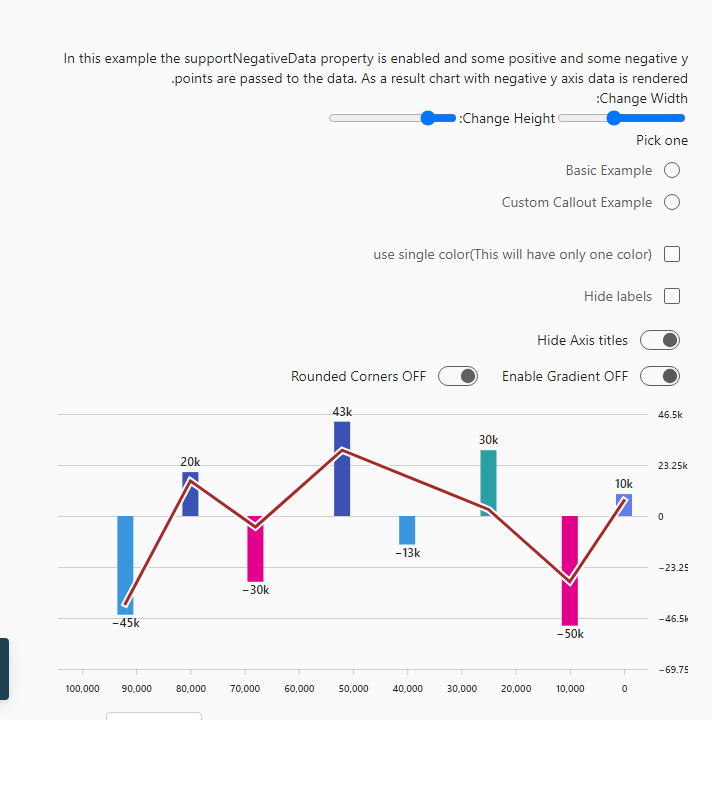 In this example the supportNegativeData property is enabled and some positive and some negative y
.points are passed to the data. As a result chart with negative y axis data is rendered
:Change Width
:Change Height
Pick one
Basic Example
Custom Callout Example
use single color(This will have only one color)
Hide labels
Hide Axis titles
Rounded Corners OFF Enable Gradient OFF
43k
46.5k
30k
20k
23.25k
10k
0
−13k
−23.25
−30k
−45k
−46.5k
−50k
−69.75
100,000 90,000 80,000 70,000 60,000 50,000 40,000 30,000 20,000 10,000 0